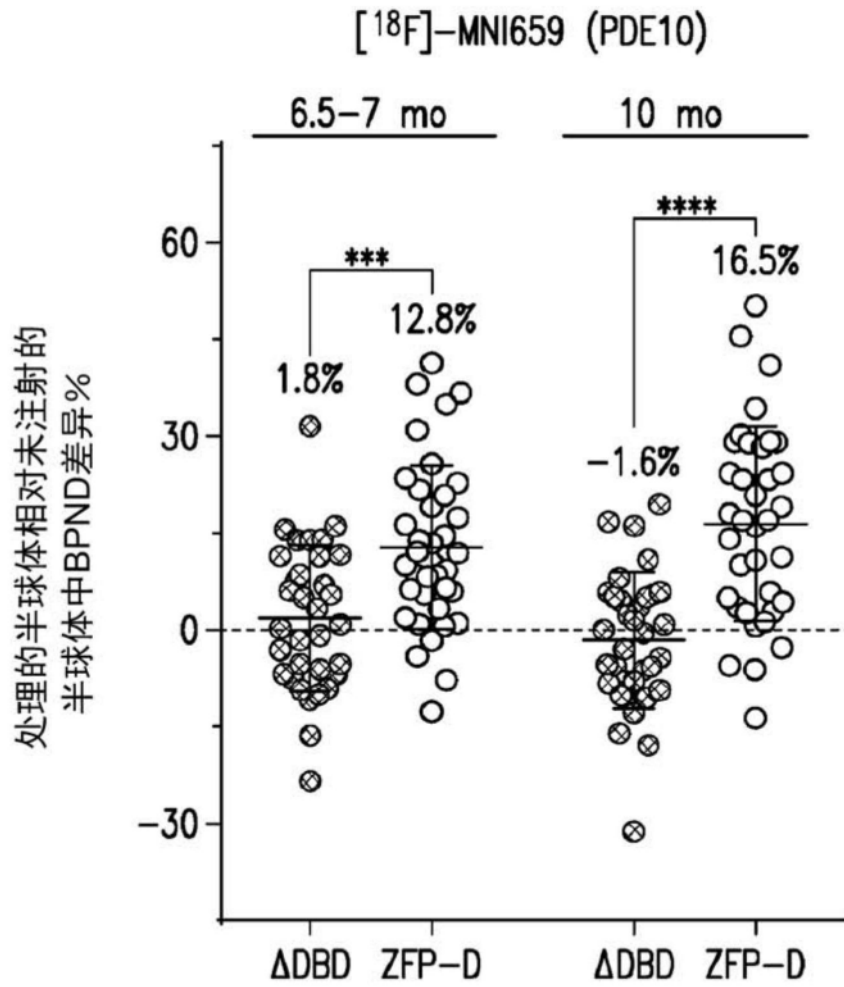 [¹⁸F]-MNI659 (PDE10)
6.5-7 mo
10 mo
****
***
16.5%
12.8%
1.8%
-1.6%
60
30
0
-30
处理的半球体相对未注射的
半球体中BPND差异%
ΔDBD ZFP-D ΔDBD ZFP-D